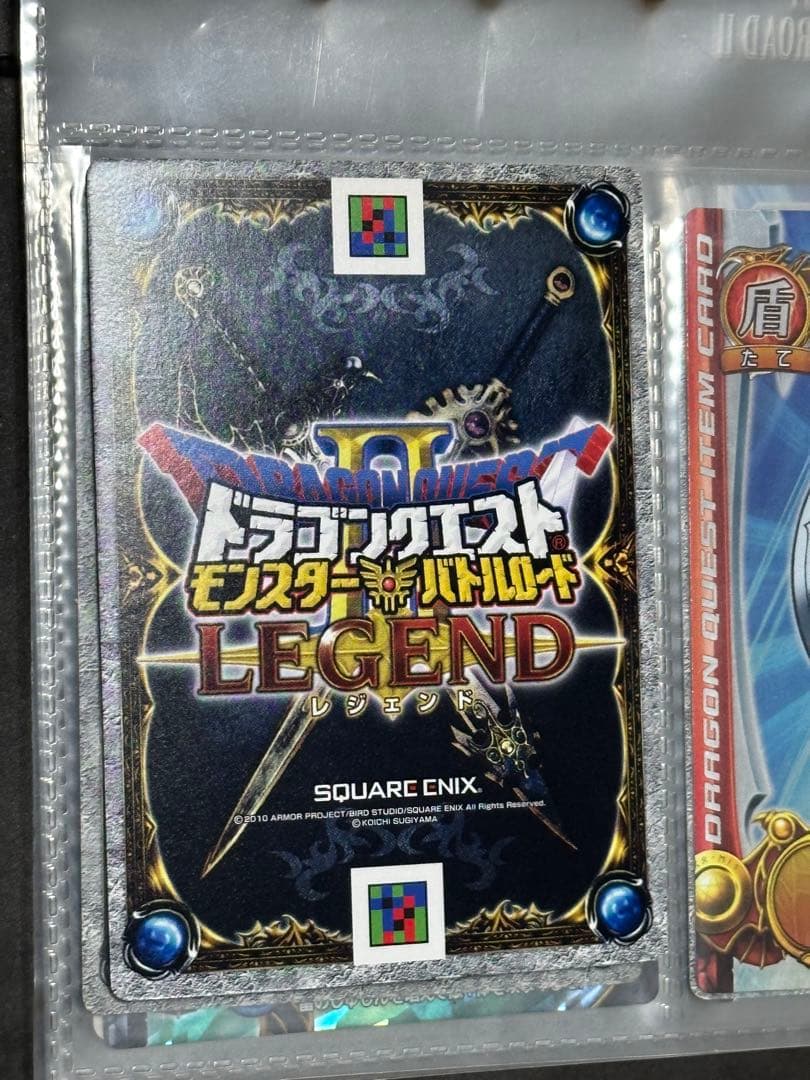 ROAD II
DRAGON QUEST
II
ドラゴンクエスト®
モンスターバトルロード
II
LEGEND
レジェンド
SQUARE ENIX®
©2010 ARMOR PROJECT/BIRD STUDIO/SQUARE ENIX All Rights Reserved.
©KOICHI SUGIYAMA
盾
たて
DRAGON QUEST ITEM CARD